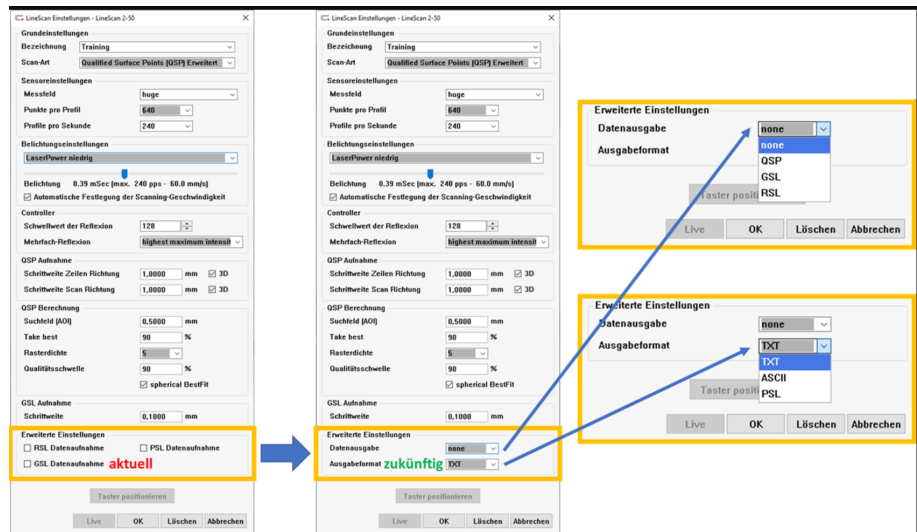 LineScan Einstellungen - LineScan 2-50
Grundeinstellungen
Bezeichnung Training
Scan-Art Qualified Surface Points (QSP) Erweitert
Sensoreinstellungen
Messfeld huge
Punkte pro Profil 640
Profile pro Sekunde 240
Belichtungseinstellungen
LaserPower niedrig
Belichtung 0.39 mSec (max. 240 pps - 60.0 mm/s)
Automatische Festlegung der Scanning-Geschwindigkeit
Controller
Schwellwert der Reflexion 128
Mehrfach-Reflexion highest maximum intensit
QSP Aufnahme
Schrittweite Zeilen Richtung 1,0000 mm 3D
Schrittweite Scan Richtung 1,0000 mm 3D
QSP Berechnung
Suchfeld (AOI) 0,5000 mm
Take best 90 %
Rasterdichte 5
Qualitätsschwelle 90 %
spherical BestFit
GSL Aufnahme
Schrittweite 0,1000 mm
Erweiterte Einstellungen
RSL Datenaufnahme PSL Datenaufnahme
GSL Datenaufnahme aktuell
Taster positionieren
Live OK Löschen Abbrechen
LineScan Einstellungen - LineScan 2-50
Grundeinstellungen
Bezeichnung Training
Scan-Art Qualified Surface Points (QSP) Erweitert
Sensoreinstellungen
Messfeld huge
Punkte pro Profil 640
Profile pro Sekunde 240
Belichtungseinstellungen
LaserPower niedrig
Belichtung 0.39 mSec (max. 240 pps - 60.0 mm/s)
Automatische Festlegung der Scanning-Geschwindigkeit
Controller
Schwellwert der Reflexion 128
Mehrfach-Reflexion highest maximum intensit
QSP Aufnahme
Schrittweite Zeilen Richtung 1,0000 mm 3D
Schrittweite Scan Richtung 1,0000 mm 3D
QSP Berechnung
Suchfeld (AOI) 0,5000 mm
Take best 90 %
Rasterdichte 5
Qualitätsschwelle 90 %
spherical BestFit
GSL Aufnahme
Schrittweite 0,1000 mm
Erweiterte Einstellungen
Datenausgabe none
Ausgabeformat zukünftig TXT
Taster positionieren
Live OK Löschen Abbrechen
Erweiterte Einstellungen
Datenausgabe none
Ausgabeformat none
QSP
GSL
RSL
Taster positi
Live OK Löschen Abbrechen
Erweiterte Einstellungen
Datenausgabe none
Ausgabeformat TXT
TXT
ASCII
PSL
Taster positi
Live OK Löschen Abbrechen